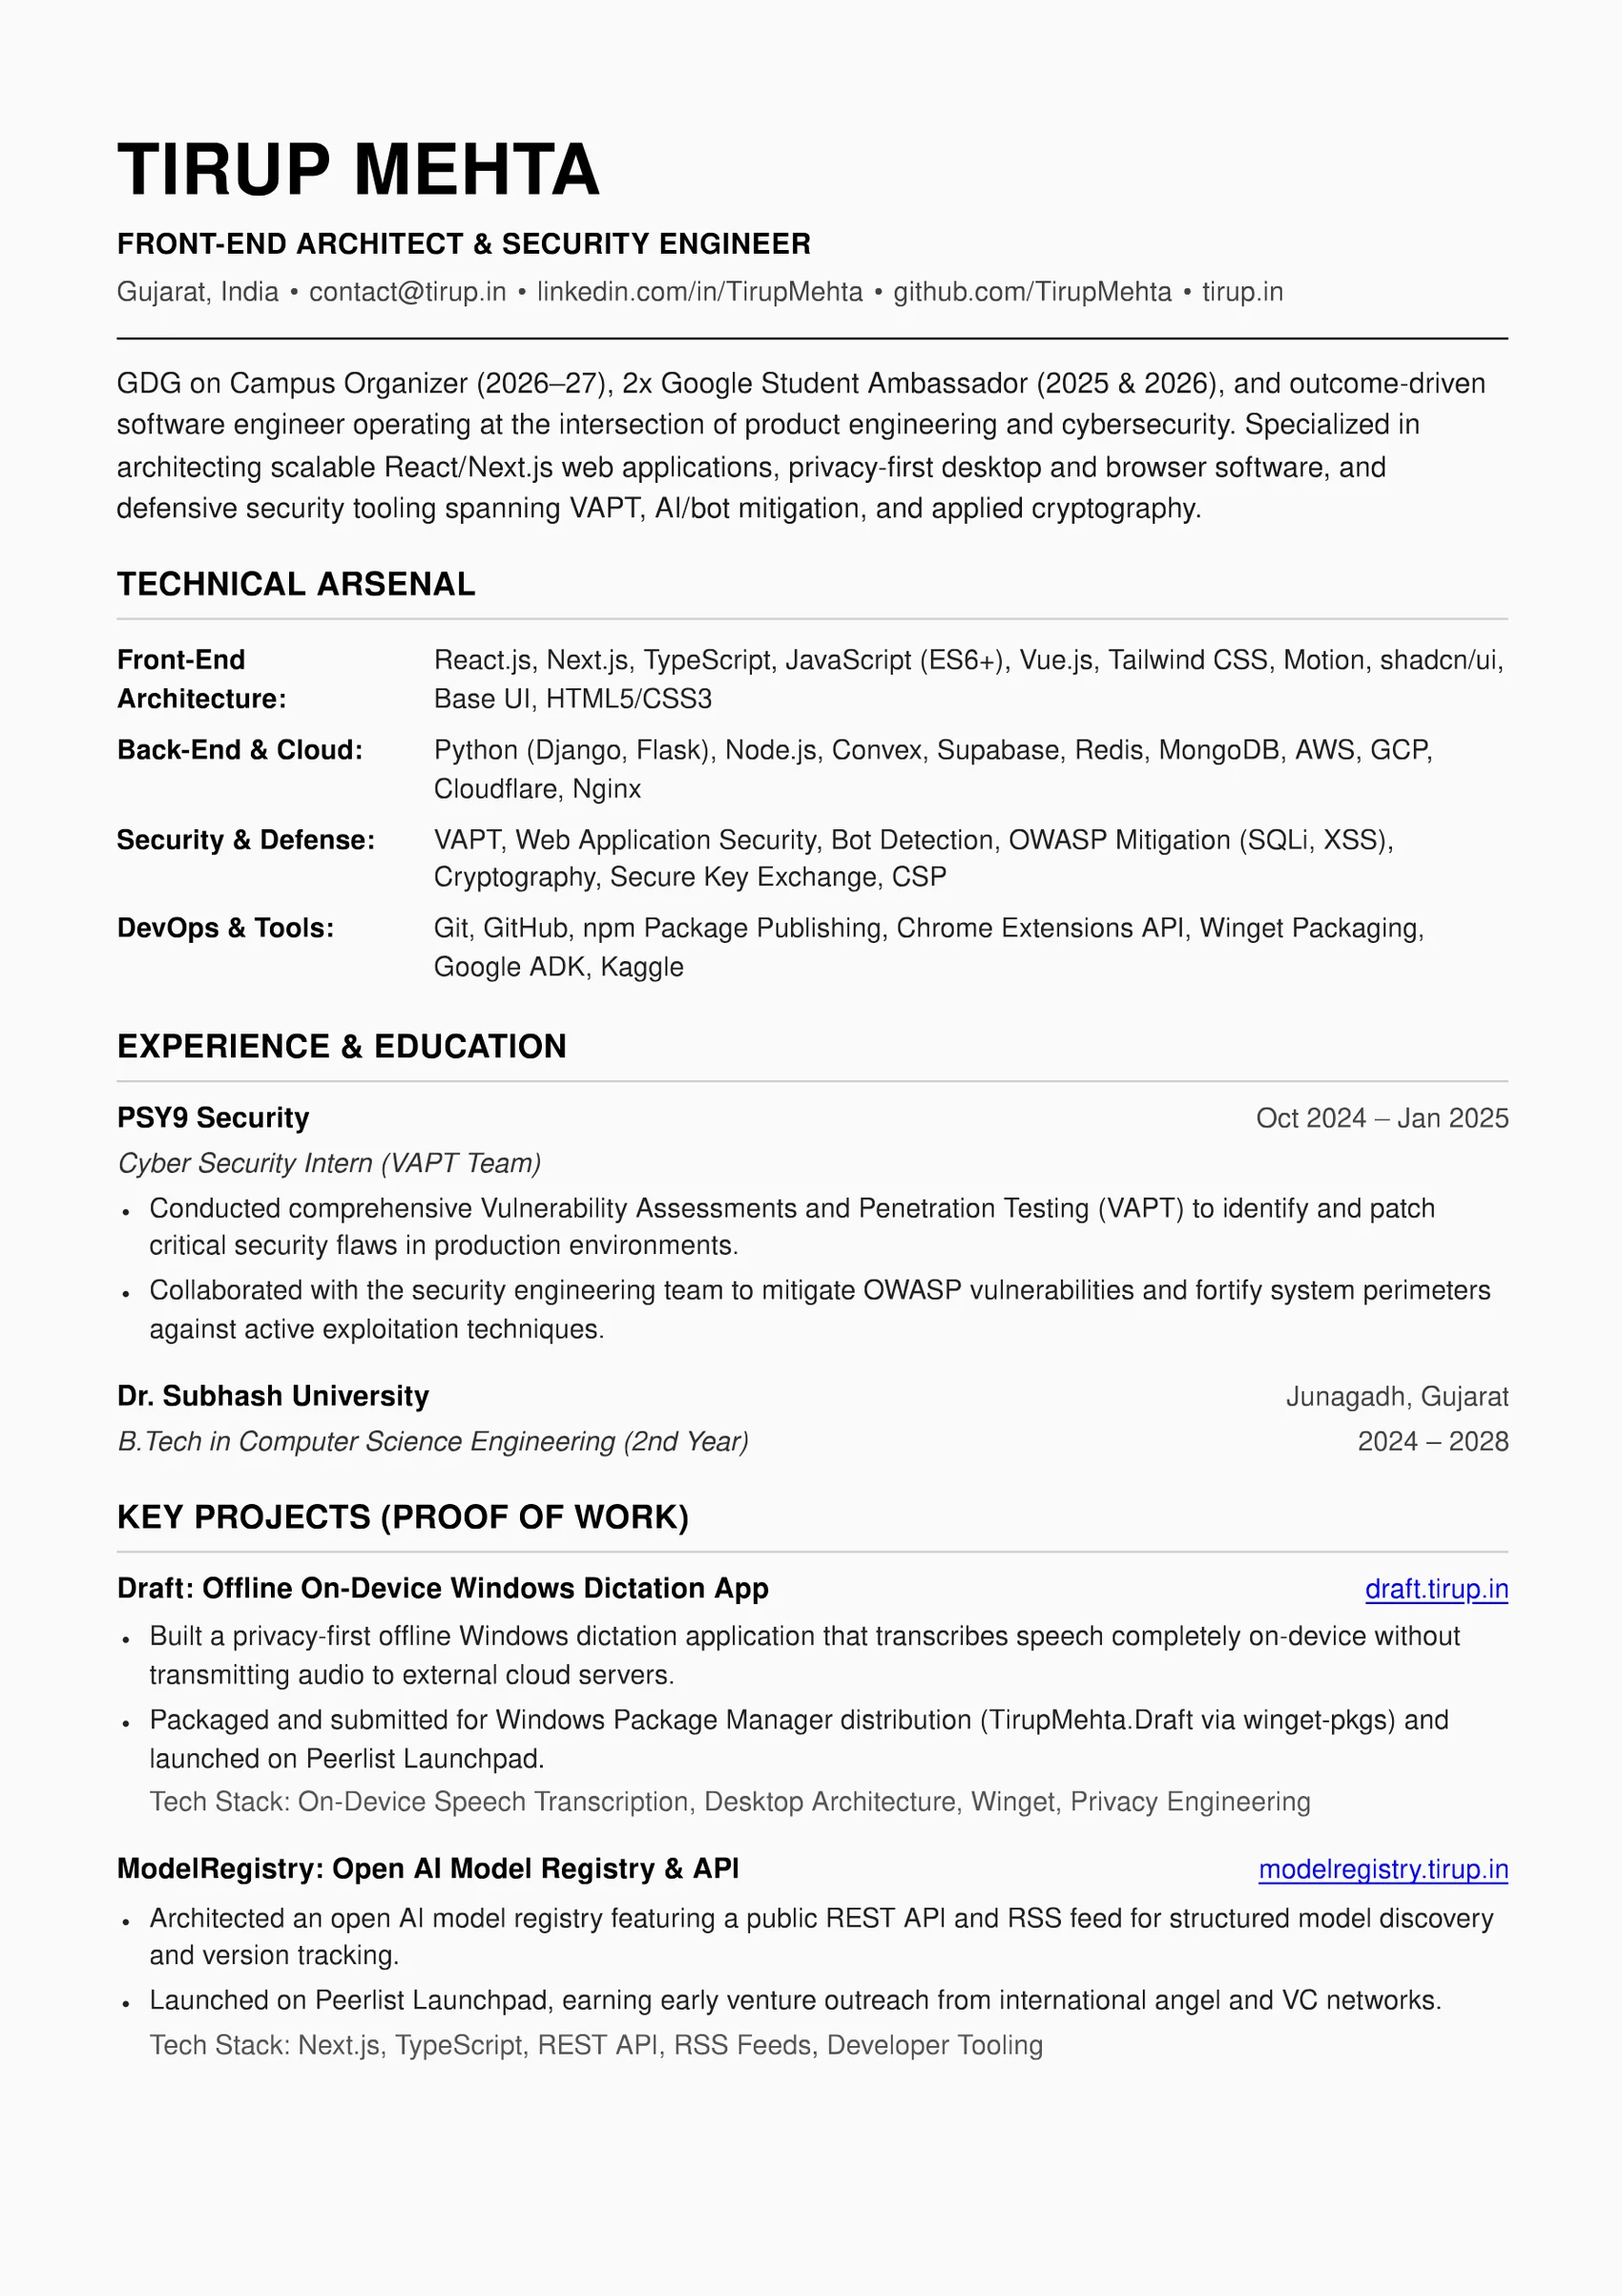 TIRUP MEHTA
FRONT-END ARCHITECT & SECURITY ENGINEER
Gujarat, India • contact@tirup.in • linkedin.com/in/TirupMehta • github.com/TirupMehta • tirup.in
GDG on Campus Organizer (2026–27), 2x Google Student Ambassador (2025 & 2026), and outcome-driven
software engineer operating at the intersection of product engineering and cybersecurity. Specialized in
architecting scalable React/Next.js web applications, privacy-first desktop and browser software, and
defensive security tooling spanning VAPT, AI/bot mitigation, and applied cryptography.
TECHNICAL ARSENAL
Front-End Architecture: React.js, Next.js, TypeScript, JavaScript (ES6+), Vue.js, Tailwind CSS, Motion, shadcn/ui,
Base UI, HTML5/CSS3
Back-End & Cloud: Python (Django, Flask), Node.js, Convex, Supabase, Redis, MongoDB, AWS, GCP,
Cloudflare, Nginx
Security & Defense: VAPT, Web Application Security, Bot Detection, OWASP Mitigation (SQLi, XSS),
Cryptography, Secure Key Exchange, CSP
DevOps & Tools: Git, GitHub, npm Package Publishing, Chrome Extensions API, Winget Packaging,
Google ADK, Kaggle
EXPERIENCE & EDUCATION
PSY9 Security Oct 2024 – Jan 2025
Cyber Security Intern (VAPT Team)
• Conducted comprehensive Vulnerability Assessments and Penetration Testing (VAPT) to identify and patch
critical security flaws in production environments.
• Collaborated with the security engineering team to mitigate OWASP vulnerabilities and fortify system perimeters
against active exploitation techniques.
Dr. Subhash University Junagadh, Gujarat
B.Tech in Computer Science Engineering (2nd Year) 2024 – 2028
KEY PROJECTS (PROOF OF WORK)
Draft: Offline On-Device Windows Dictation App draft.tirup.in
• Built a privacy-first offline Windows dictation application that transcribes speech completely on-device without
transmitting audio to external cloud servers.
• Packaged and submitted for Windows Package Manager distribution (TirupMehta.Draft via winget-pkgs) and
launched on Peerlist Launchpad.
Tech Stack: On-Device Speech Transcription, Desktop Architecture, Winget, Privacy Engineering
ModelRegistry: Open AI Model Registry & API modelregistry.tirup.in
• Architected an open AI model registry featuring a public REST API and RSS feed for structured model discovery
and version tracking.
• Launched on Peerlist Launchpad, earning early venture outreach from international angel and VC networks.
Tech Stack: Next.js, TypeScript, REST API, RSS Feeds, Developer Tooling